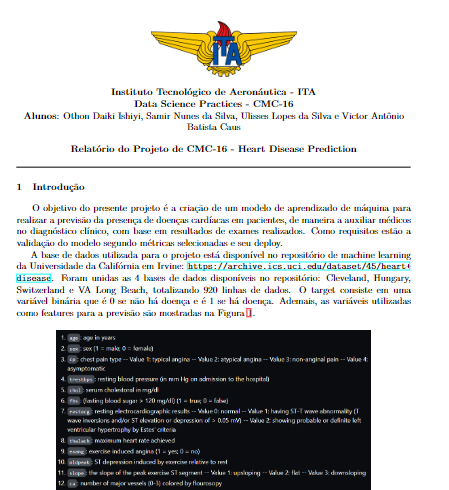 ITA
Instituto Tecnológico de Aeronáutica - ITA
Data Science Practices - CMC-16
Alunos: Othon Daiki Ishiyi, Samir Nunes da Silva, Ulisses Lopes da Silva e Victor Antônio
Batista Caus
Relatório do Projeto de CMC-16 - Heart Disease Prediction
1 Introdução
O objetivo do presente projeto é a criação de um modelo de aprendizado de máquina para
realizar a previsão da presença de doenças cardíacas em pacientes, de maneira a auxiliar médicos
no diagnóstico clínico, com base em resultados de exames realizados. Como requisitos estão a
validação do modelo segundo métricas selecionadas e seu deploy.
A base de dados utilizada para o projeto está disponível no repositório de machine learning
da Universidade da Califórnia em Irvine: https://archive.ics.uci.edu/dataset/45/heart+
disease. Foram unidas as 4 bases de dados disponíveis no repositório: Cleveland, Hungary,
Switzerland e VA Long Beach, totalizando 920 linhas de dados. O target consiste em uma
variável binária que é 0 se não há doença e é 1 se há doença. Ademais, as variáveis utilizadas
como features para a previsão são mostradas na Figura 1.
1. age: age in years
2. sex: sex (1 = male; 0 = female)
3. cp: chest pain type -- Value 1: typical angina -- Value 2: atypical angina -- Value 3: non-anginal pain -- Value 4:
asymptomatic
4. trestbps: resting blood pressure (in mm Hg on admission to the hospital)
5. chol: serum cholestoral in mg/dl
6. fbs: (fasting blood sugar > 120 mg/dl) (1 = true; 0 = false)
7. restecg: resting electrocardiographic results -- Value 0: normal -- Value 1: having ST-T wave abnormality (T
wave inversions and/or ST elevation or depression of > 0.05 mV) -- Value 2: showing probable or definite left
ventricular hypertrophy by Estes' criteria
8. thalach: maximum heart rate achieved
9. exang: exercise induced angina (1 = yes; 0 = no)
10. oldpeak: ST depression induced by exercise relative to rest
11. slope: the slope of the peak exercise ST segment -- Value 1: upsloping -- Value 2: flat -- Value 3: downsloping
12. ca: number of major vessels (0-3) colored by flourosopy